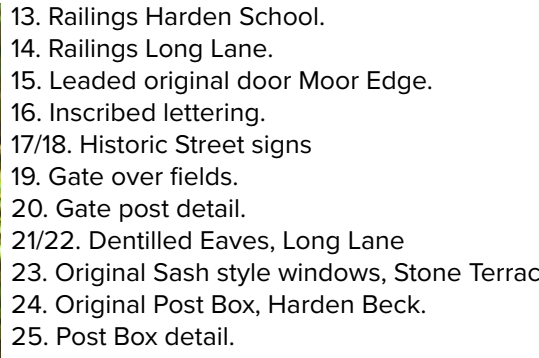 13. Railings Harden School.
14. Railings Long Lane.
15. Leaded original door Moor Edge.
16. Inscribed lettering.
17/18. Historic Street signs
19. Gate over fields.
20. Gate post detail.
21/22. Dentilled Eaves, Long Lane
23. Original Sash style windows, Stone Terrac
24. Original Post Box, Harden Beck.
25. Post Box detail.